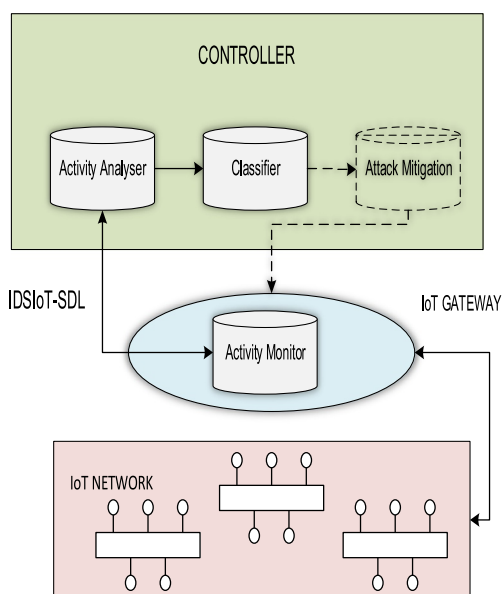 CONTROLLER
Activity Analyser
Classifier
Attack Mitigation
IDSIoT-SDL
IoT GATEWAY
Activity Monitor
IoT NETWORK